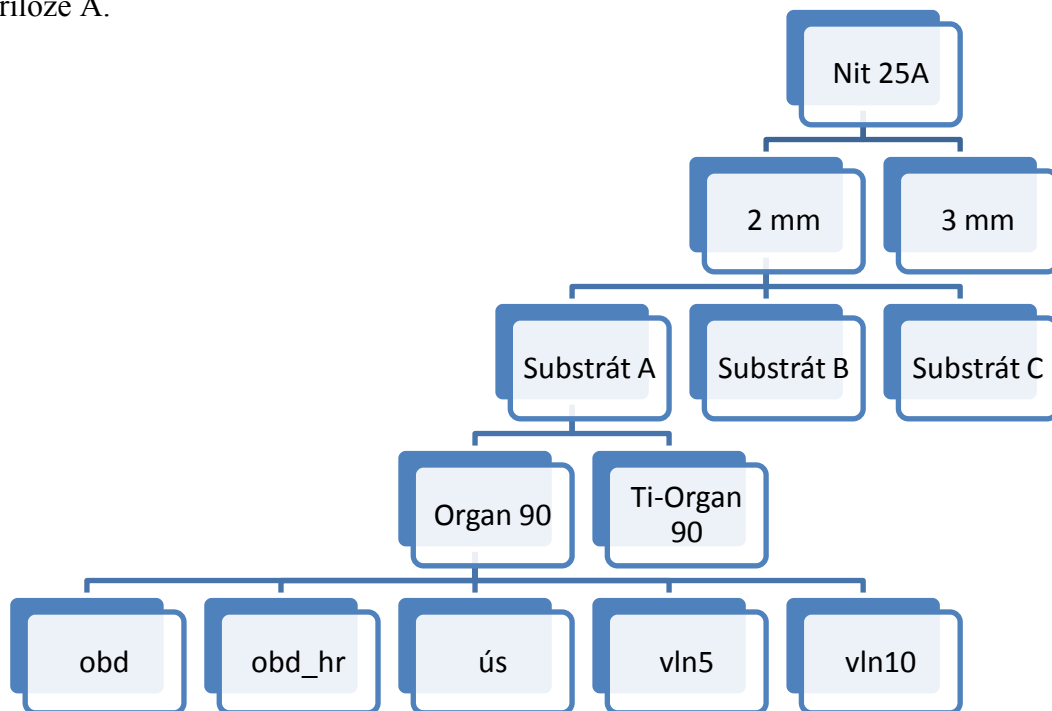 říloze A.
Nit 25A
2 mm
3 mm
Substrát A
Substrát B
Substrát C
Organ 90
Ti-Organ
90
obd
obd_hr
ús
vln5
vln10